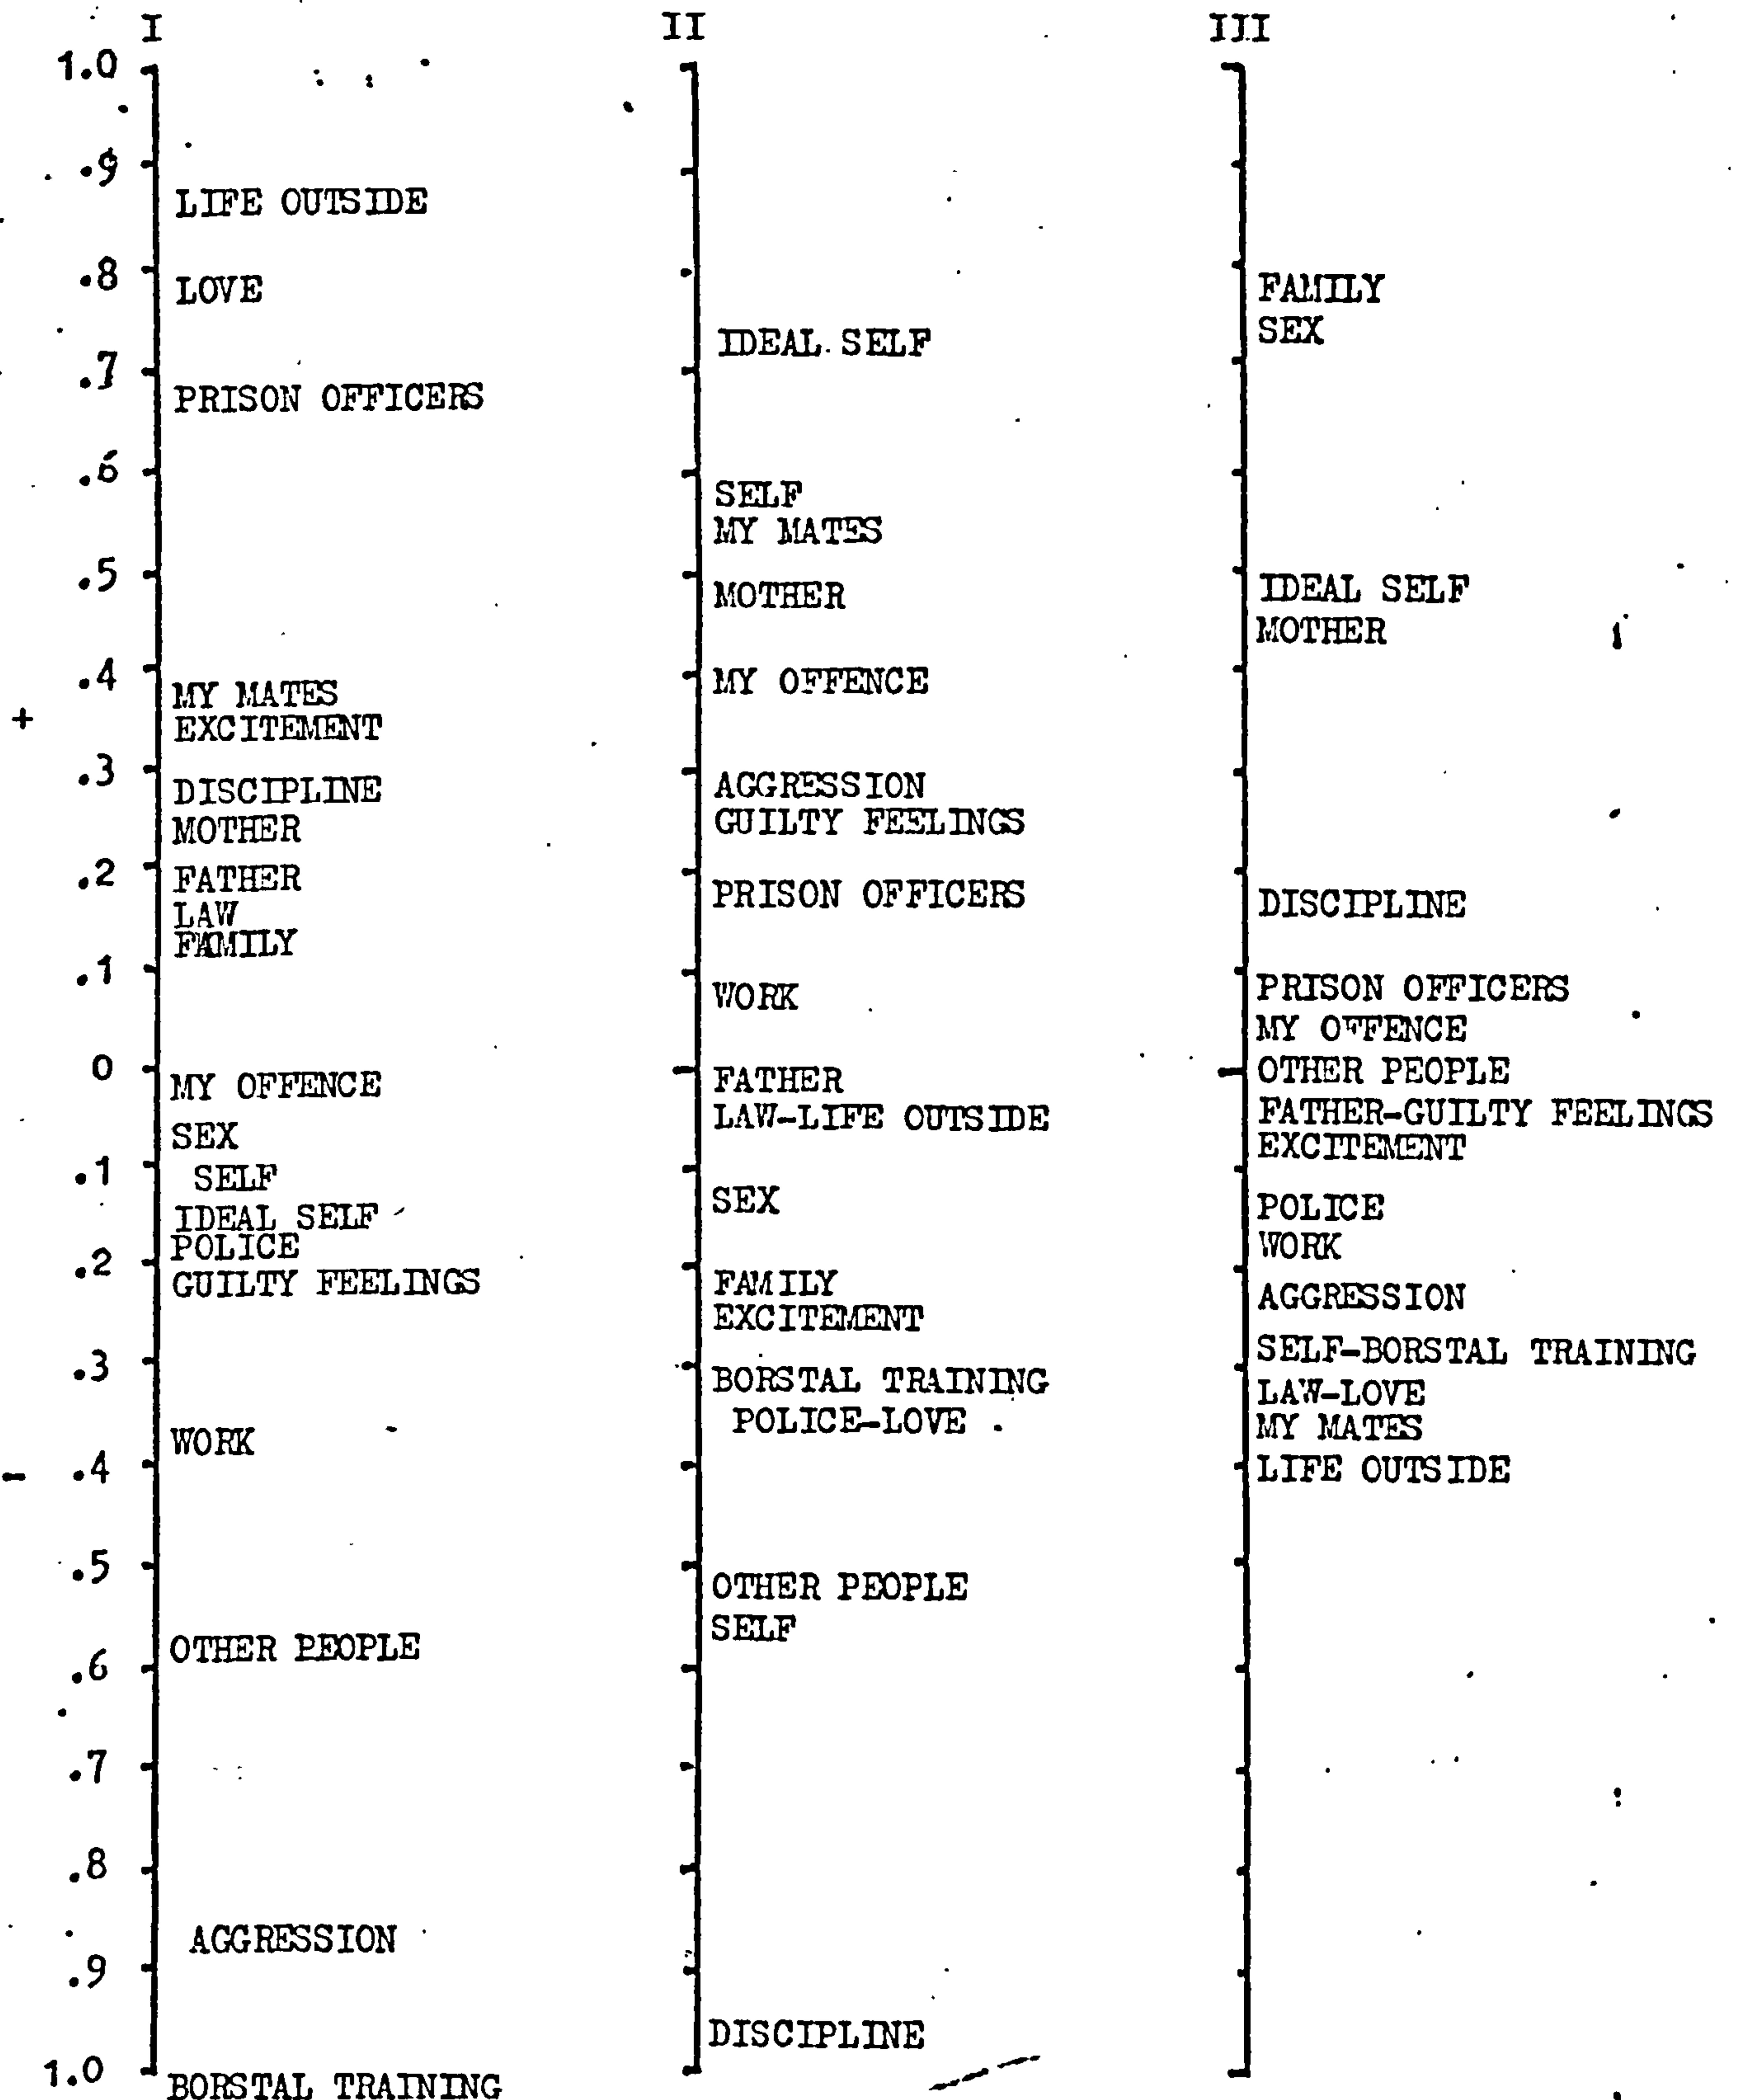 I II III
1.0
.9
LIFE OUTSIDE
.8
LOVE
.7
PRISON OFFICERS
.6
.5
.4
MY MATES
+
EXCITEMENT
.3
DISCIPLINE
MOTHER
.2
FATHER
LAW
FAMILY
.1
0
MY OFFENCE
SEX
.1
SELF
IDEAL SELF
POLICE
.2
GUILTY FEELINGS
.3
WORK
- .4
.5
OTHER PEOPLE
.6
.7
.8
AGGRESSION
.9
1.0
BORSTAL TRAINING
IDEAL SELF
SELF
MY MATES
MOTHER
MY OFFENCE
AGGRESSION
GUILTY FEELINGS
PRISON OFFICERS
WORK
FATHER
LAW-LIFE OUTSIDE
SEX
FAMILY
EXCITEMENT
BORSTAL TRAINING
POLICE-LOVE
OTHER PEOPLE
SELF
DISCIPLINE
FAMILY
SEX
IDEAL SELF
MOTHER
DISCIPLINE
PRISON OFFICERS
MY OFFENCE
OTHER PEOPLE
FATHER-GUILTY FEELINGS
EXCITEMENT
POLICE
WORK
AGGRESSION
SELF-BORSTAL TRAINING
LAW-LOVE
MY MATES
LIFE OUTSIDE